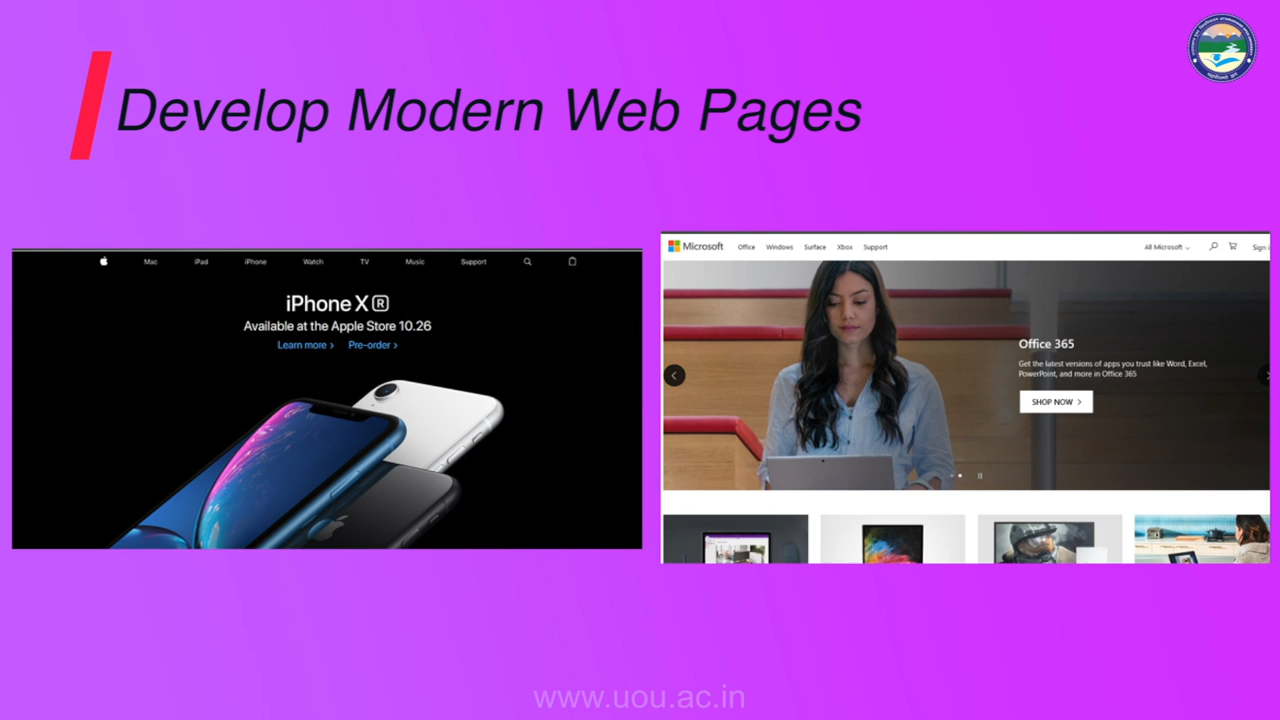 Develop Modern Web Pages
Mac iPad iPhone Watch TV Music Support
iPhone X R
Available at the Apple Store 10.26
Learn more › Pre-order ›
Microsoft Office Windows Surface Xbox Support All Microsoft Sign i
Office 365
Get the latest versions of apps you trust like Word, Excel,
PowerPoint, and more in Office 365
SHOP NOW >
www.uou.ac.in